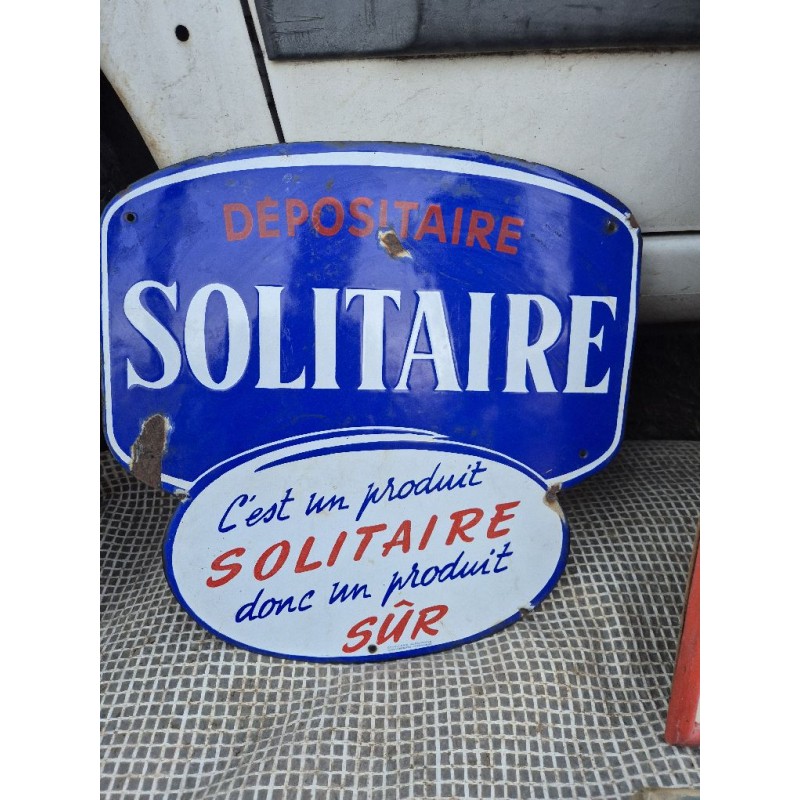 DÉPOSITAIRE
SOLITAIRE
C'est un produit
SOLITAIRE
donc un produit
SÛR